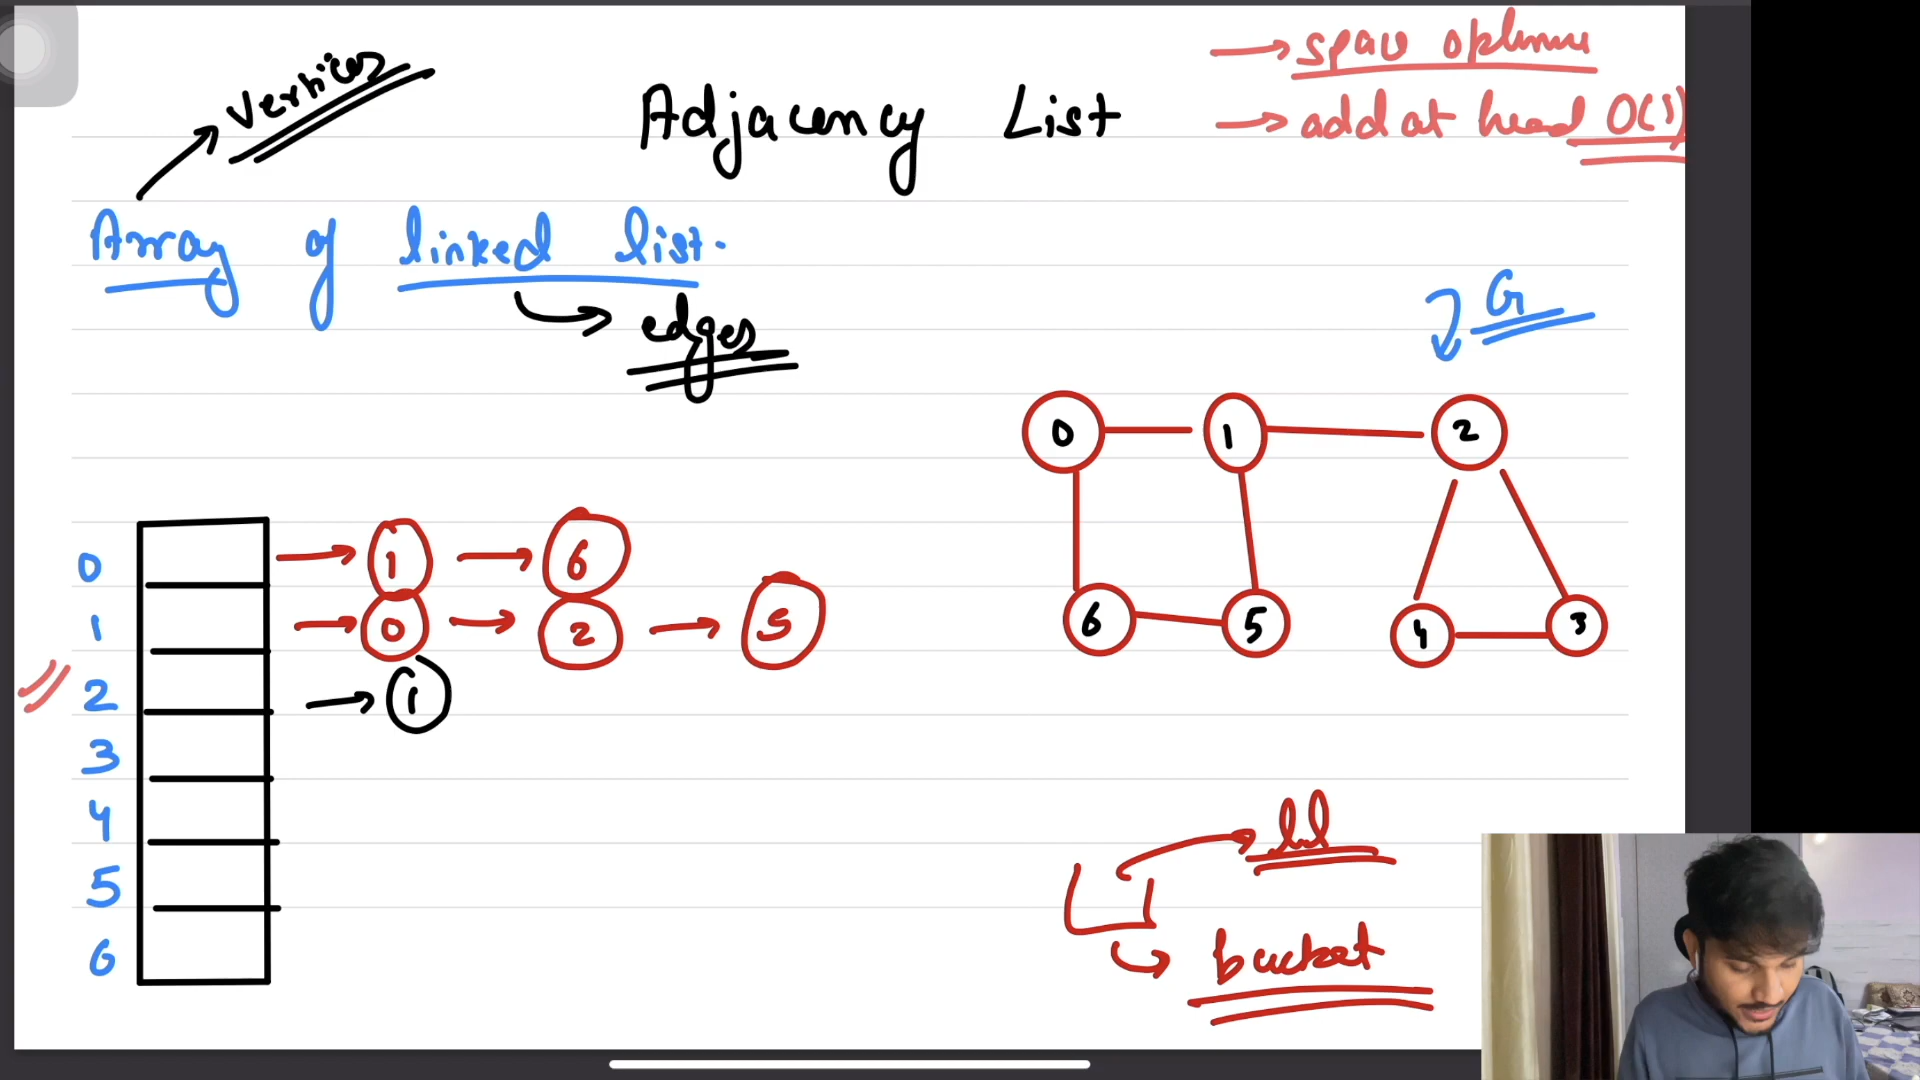 vertices
Adjacency List
→ space optimise
→ add at head O(1)
Array of linked list.
edges
G
0 1 2
6 5 4 3
0 → 1 → 6
1 → 0 → 2 → 5
2 → 1
3
4
5
6
ll
bucket